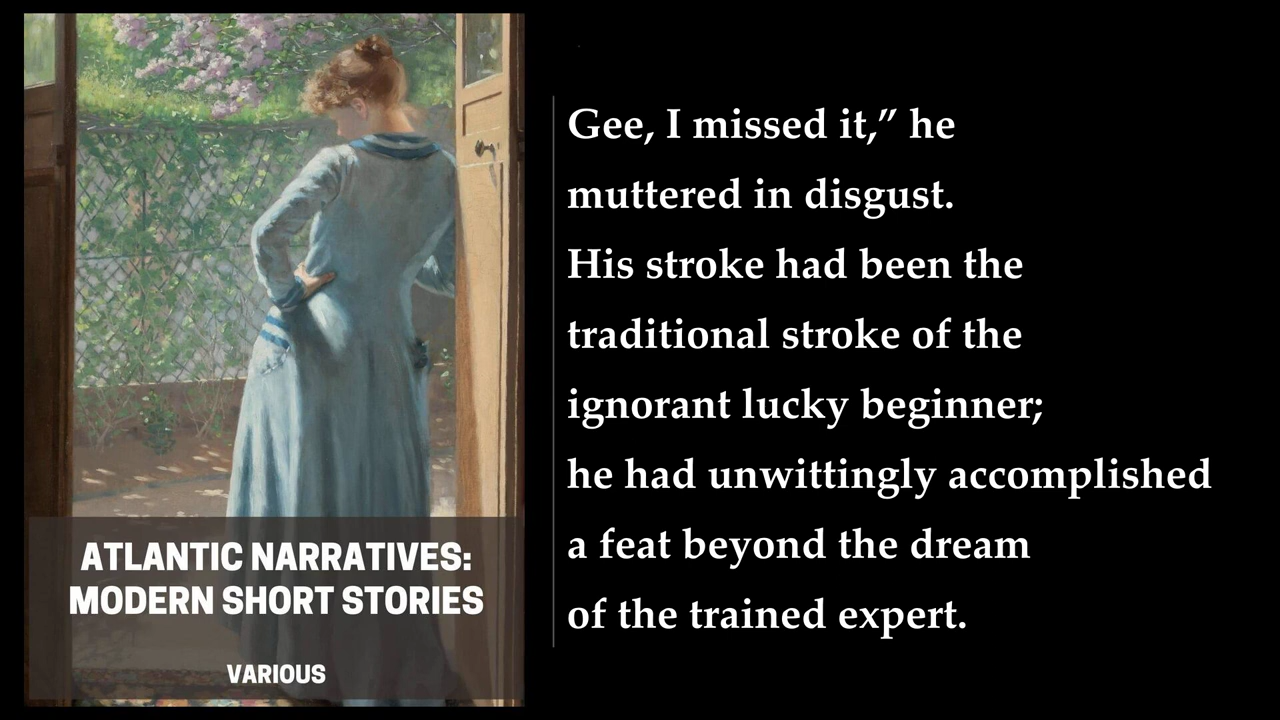 ATLANTIC NARRATIVES:
MODERN SHORT STORIES
VARIOUS
Gee, I missed it,” he
muttered in disgust.
His stroke had been the
traditional stroke of the
ignorant lucky beginner;
he had unwittingly accomplished
a feat beyond the dream
of the trained expert.